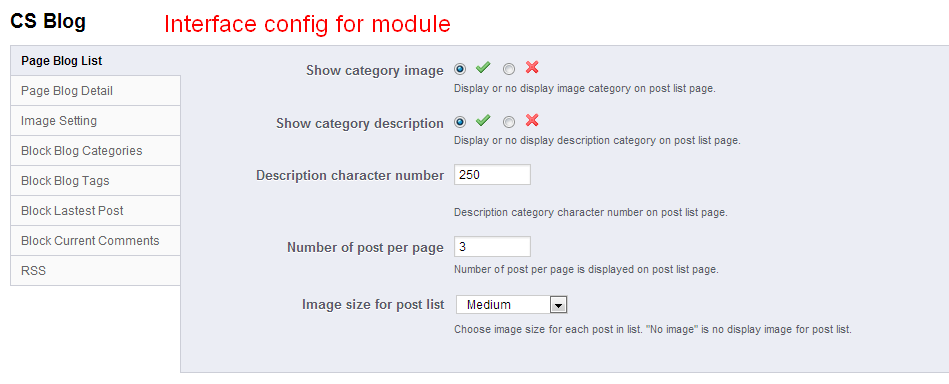 CS Blog
Interface config for module
Page Blog List
Page Blog Detail
Image Setting
Block Blog Categories
Block Blog Tags
Block Lastest Post
Block Current Comments
RSS
Show category image
Display or no display image category on post list page.
Show category description
Display or no display description category on post list page.
Description character number 250
Description category character number on post list page.
Number of post per page 3
Number of post per page is displayed on post list page.
Image size for post list Medium
Choose image size for each post in list. "No image" is no display image for post list.